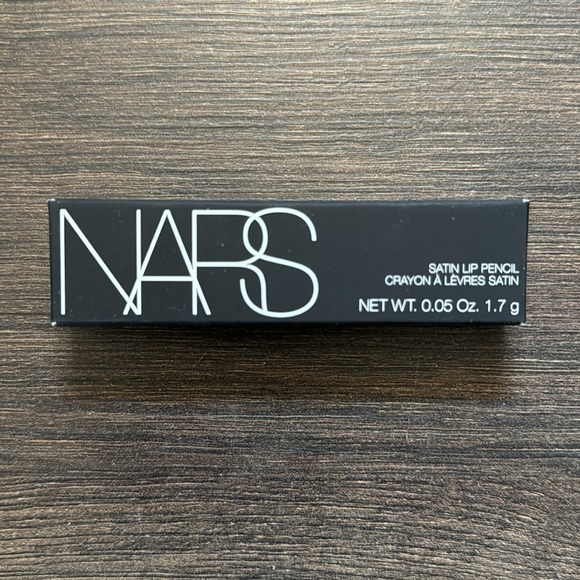 NARS
SATIN LIP PENCIL
CRAYON À LÈVRES SATIN
NET WT. 0.05 Oz. 1.7 g